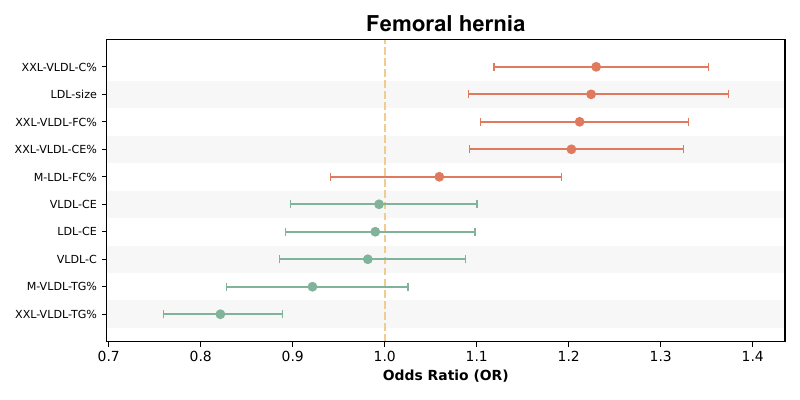 Femoral hernia
XXL-VLDL-C%
LDL-size
XXL-VLDL-FC%
XXL-VLDL-CE%
M-LDL-FC%
VLDL-CE
LDL-CE
VLDL-C
M-VLDL-TG%
XXL-VLDL-TG%
0.7 0.8 0.9 1.0 1.1 1.2 1.3 1.4
Odds Ratio (OR)